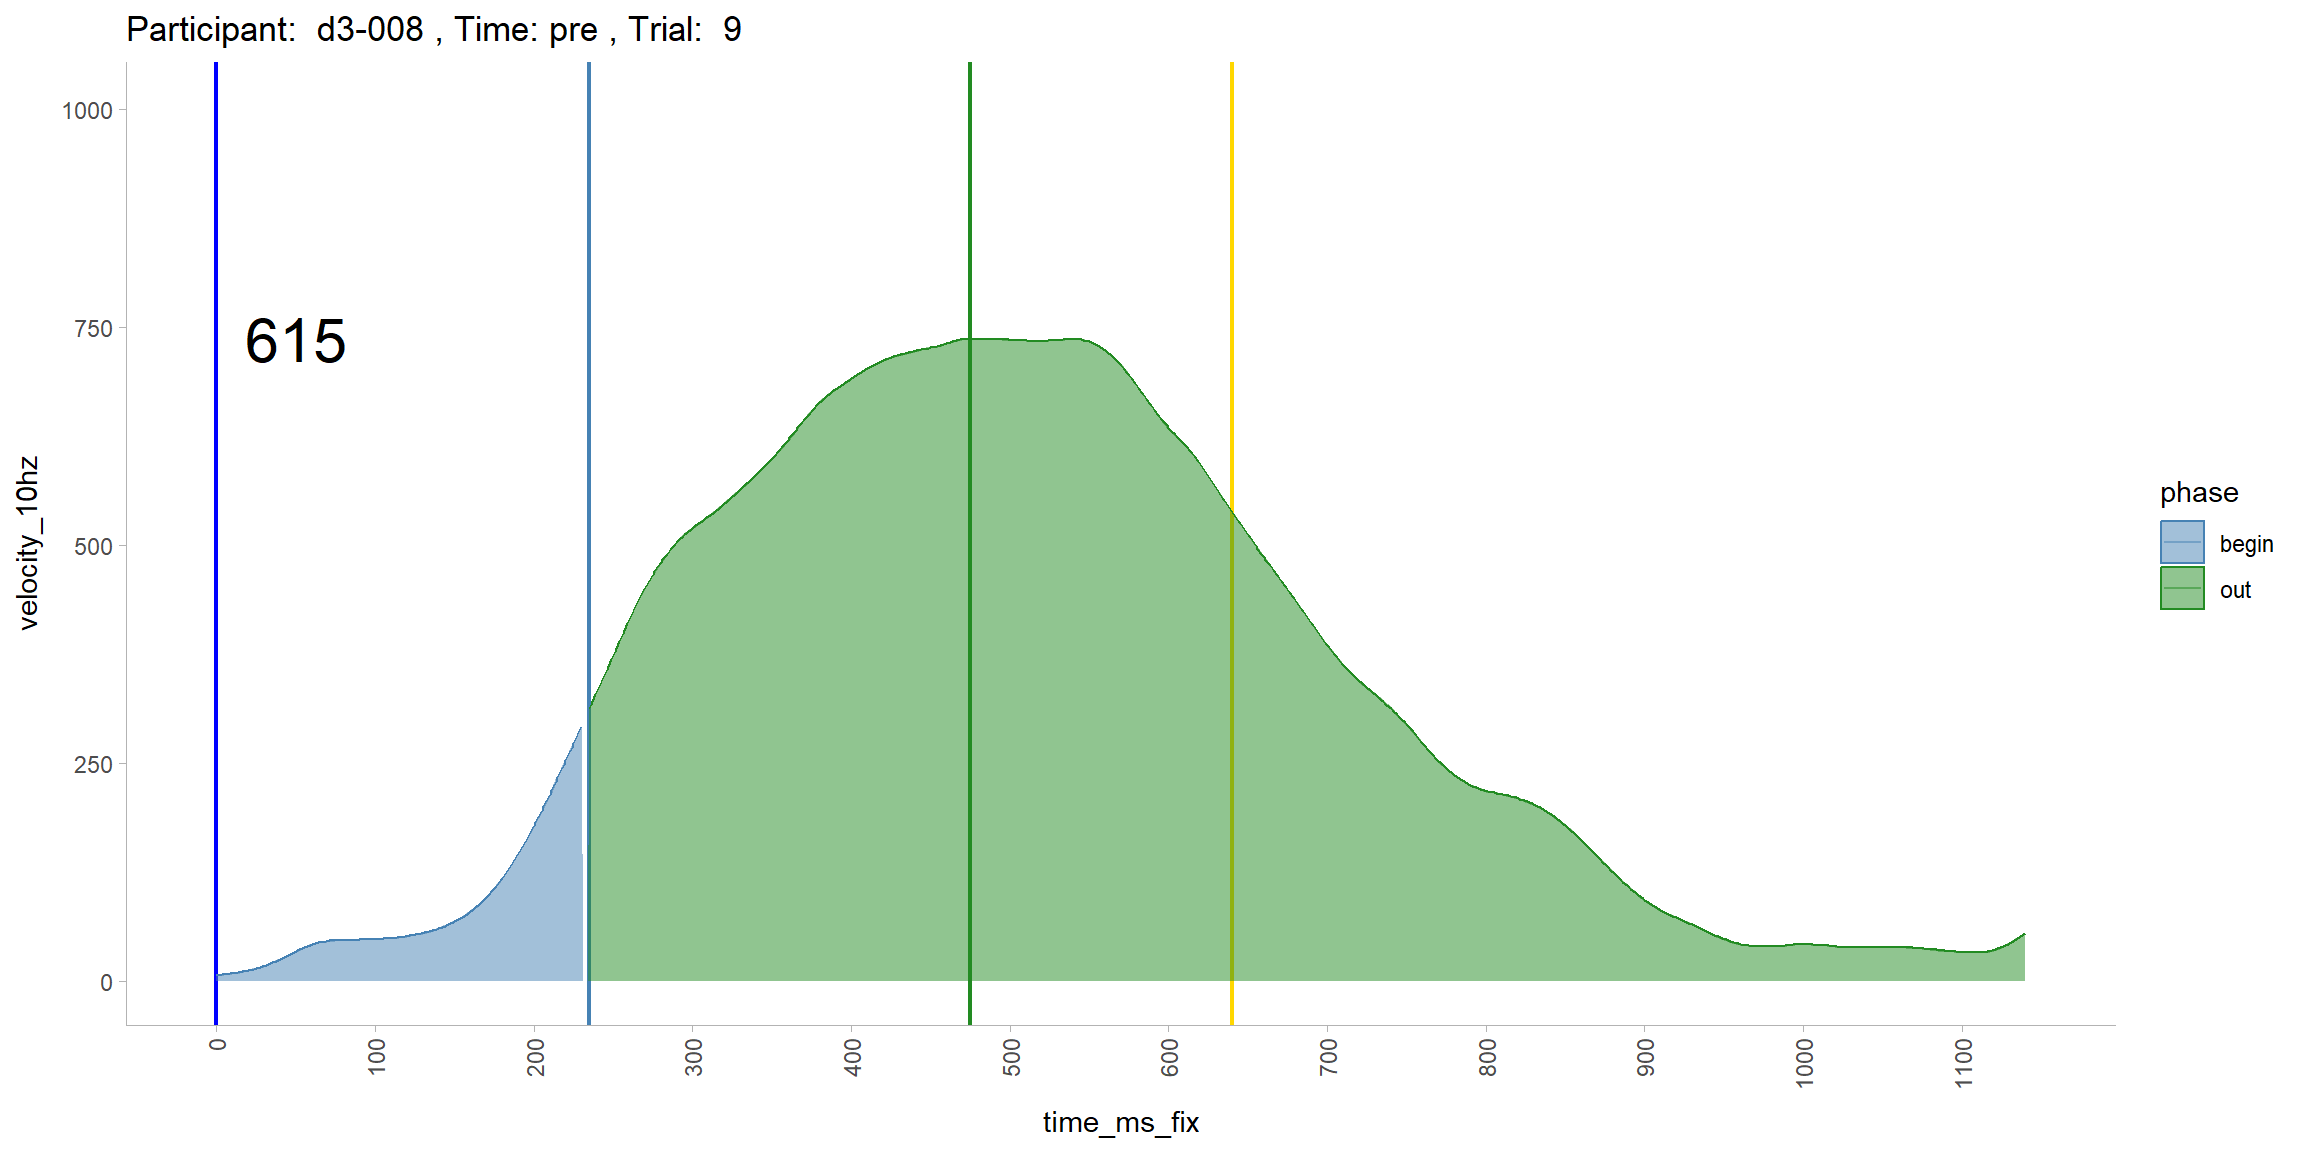 Participant:  d3-008 , Time: pre , Trial:  9
1000
750
500
250
0
velocity_10hz
615
0 100 200 300 400 500 600 700 800 900 1000 1100
time_ms_fix
phase
begin
out